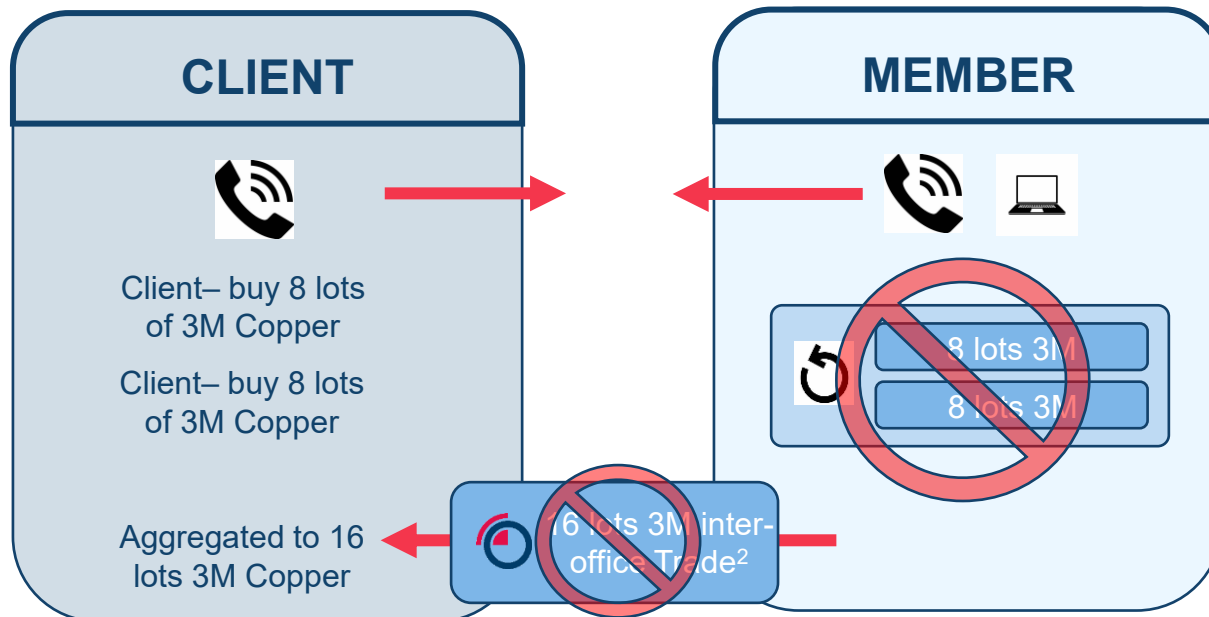 CLIENT
Client– buy 8 lots
of 3M Copper
Client– buy 8 lots
of 3M Copper
Aggregated to 16
lots 3M Copper
MEMBER
8 lots 3M
8 lots 3M
16 lots 3M inter-
office Trade²